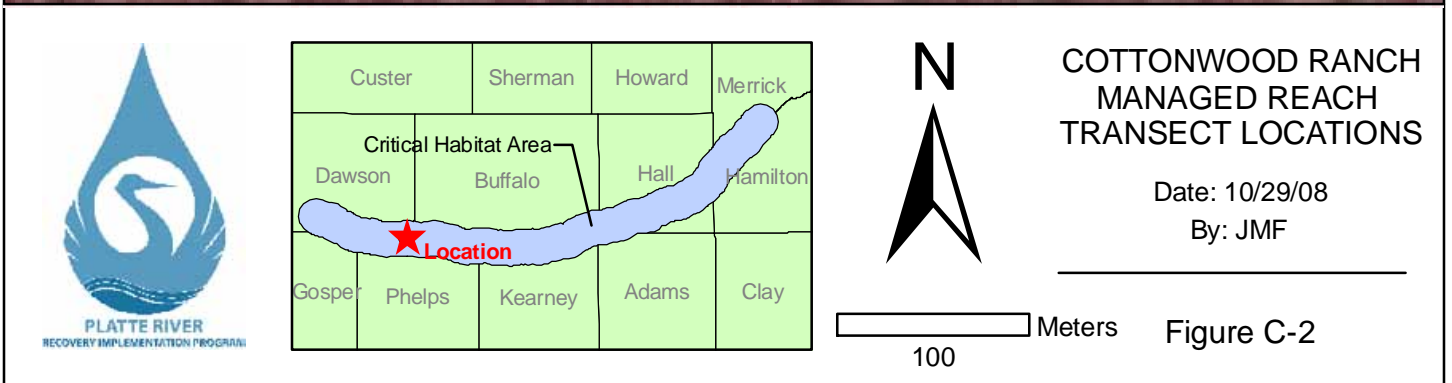 PLATTE RIVER
RECOVERY IMPLEMENTATION PROGRAM
Custer
Sherman
Howard
Merrick
Critical Habitat Area
Dawson
Buffalo
Hall
Hamilton
Location
Gosper
Phelps
Kearney
Adams
Clay
N
Meters
100
COTTONWOOD RANCH
MANAGED REACH
TRANSECT LOCATIONS
Date: 10/29/08
By: JMF
Figure C-2